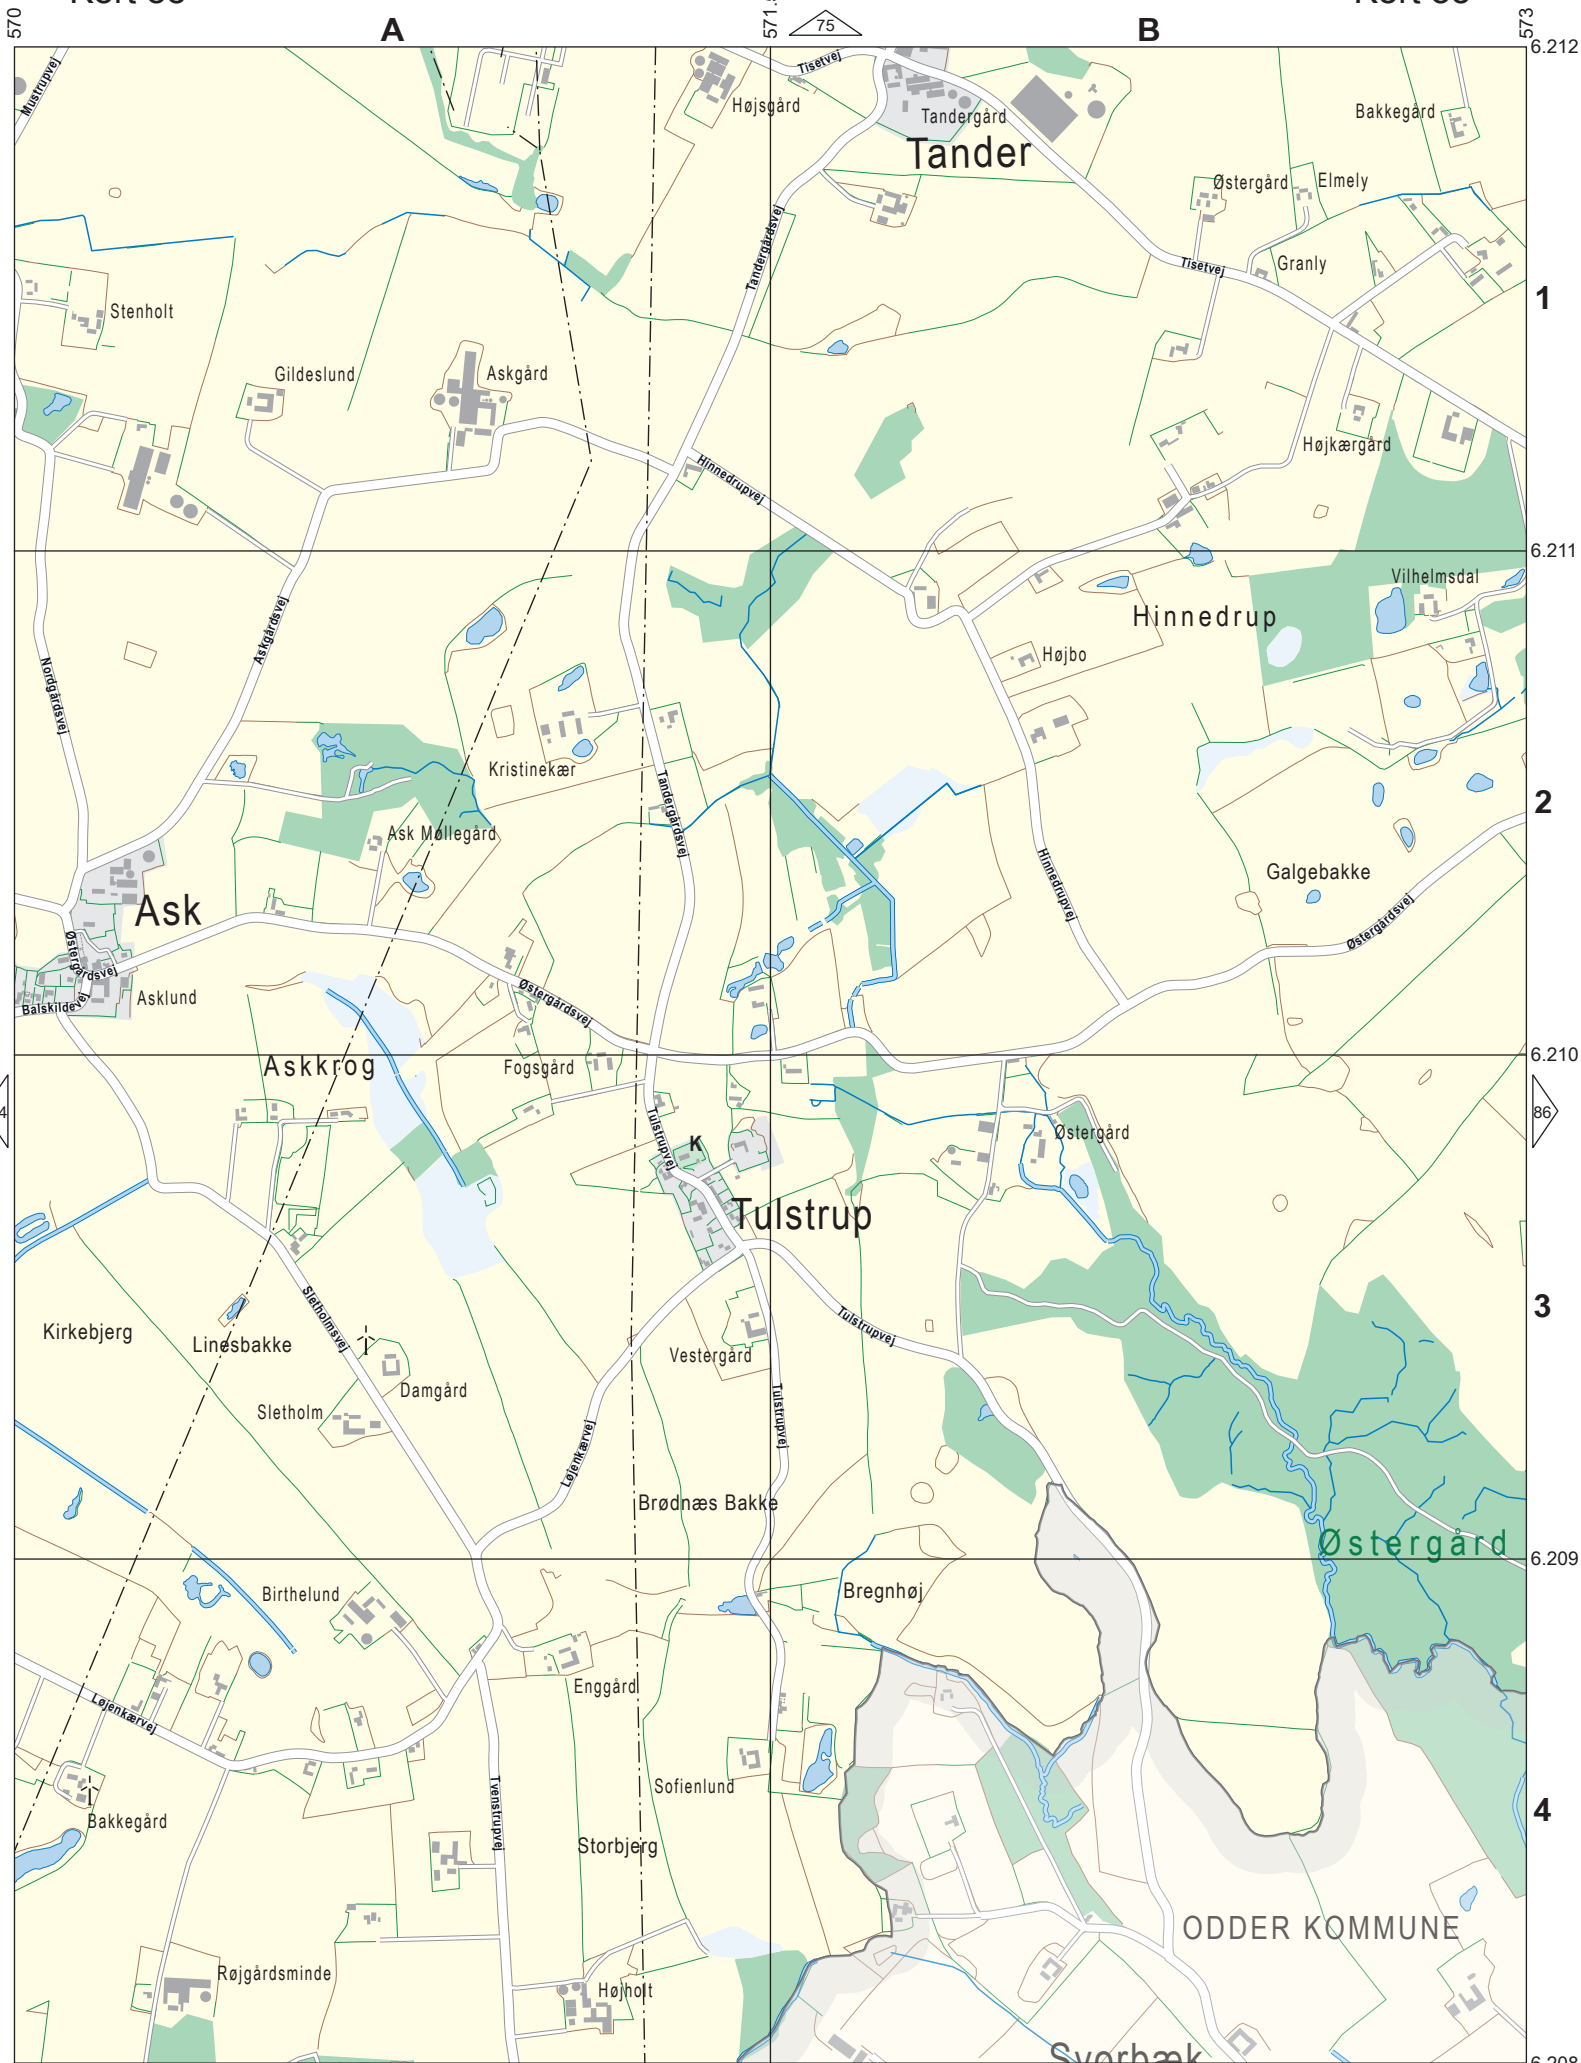 570
A
75
B
573
6.212
Mustrupvej
Tisetvej
Højsgård
Tandergård
Bakkegård
Tander
Østergård
Elmely
Tandergårdsvej
Tisetvej
Granly
1
Stenholt
Gildeslund
Askgård
Højkærgård
Hinnedrupvej
6.211
Vilhelmsdal
Hinnedrup
Askgårdsvej
Højbo
Nordgårdsvej
Kristinekær
Tandergårdsvej
2
Ask Møllegård
Hinnedrupvej
Galgebakke
Ask
Østergårdsvej
Østergårdsvej
Asklund
Balskildevej
Østergårdsvej
6.210
Askkrog
Fogsgård
86
Tulstrupvej
K
Østergård
Tulstrup
Sletholmsvej
3
Kirkebjerg
Linesbakke
Tulstrupvej
Vestergård
Damgård
Sletholm
Tulstrupvej
Løjenkærvej
Brødnæs Bakke
Østergård
6.209
Birthelund
Bregnhøj
Enggård
Løjenkærvej
Sofienlund
Tvenstrupvej
4
Bakkegård
Storbjerg
ODDER KOMMUNE
Røjgårdsminde
Højholt